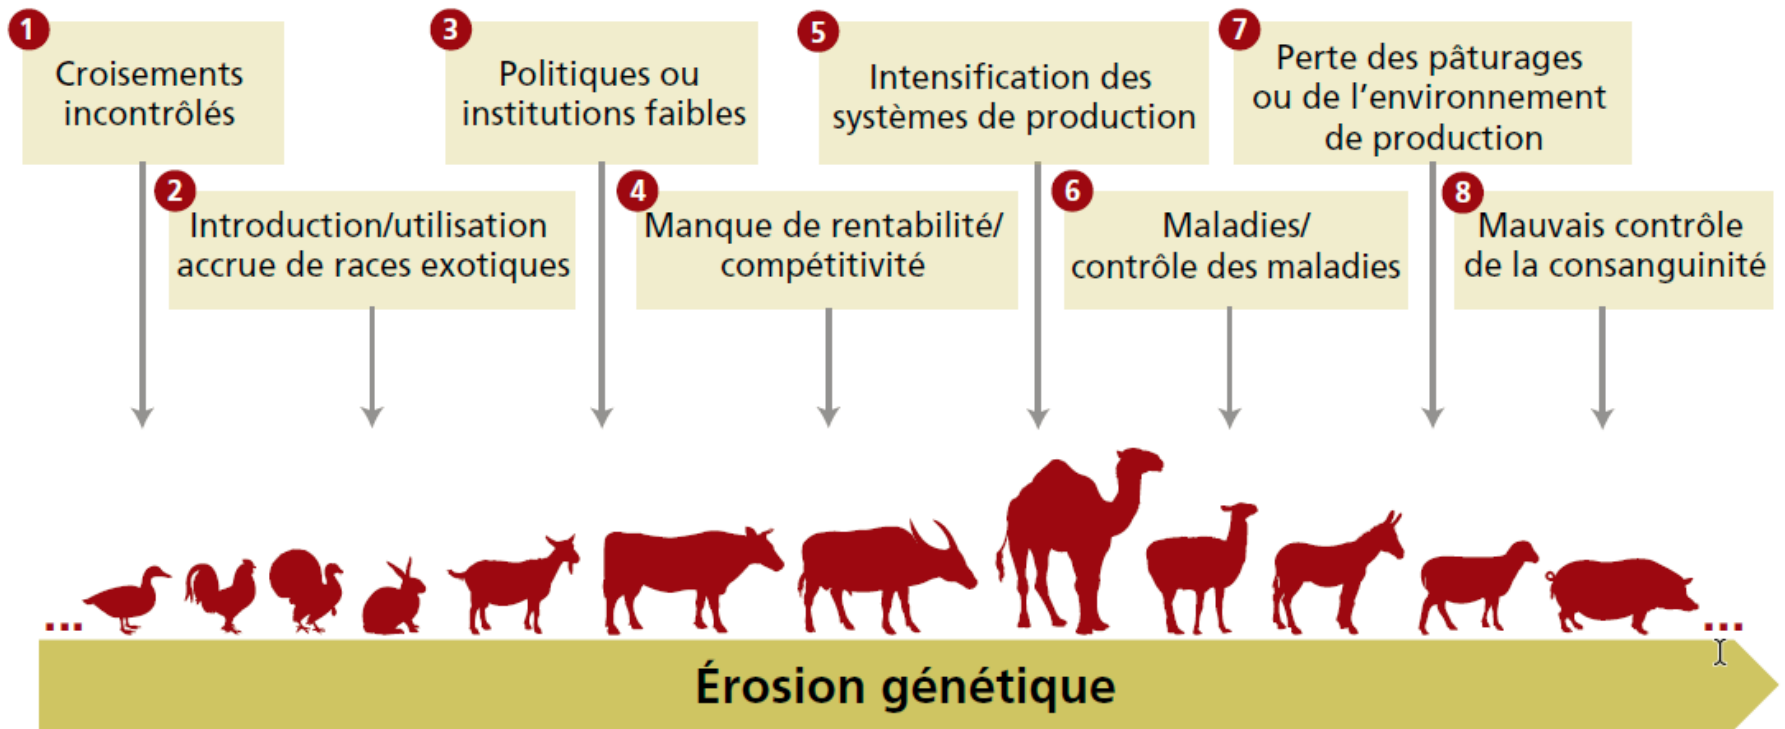 1
Croisements
incontrôlés
2
Introduction/utilisation
accrue de races exotiques
3
Politiques ou
institutions faibles
4
Manque de rentabilité/
compétitivité
5
Intensification des
systèmes de production
6
Maladies/
contrôle des maladies
7
Perte des pâturages
ou de l'environnement
de production
8
Mauvais contrôle
de la consanguinité
...
...
Érosion génétique